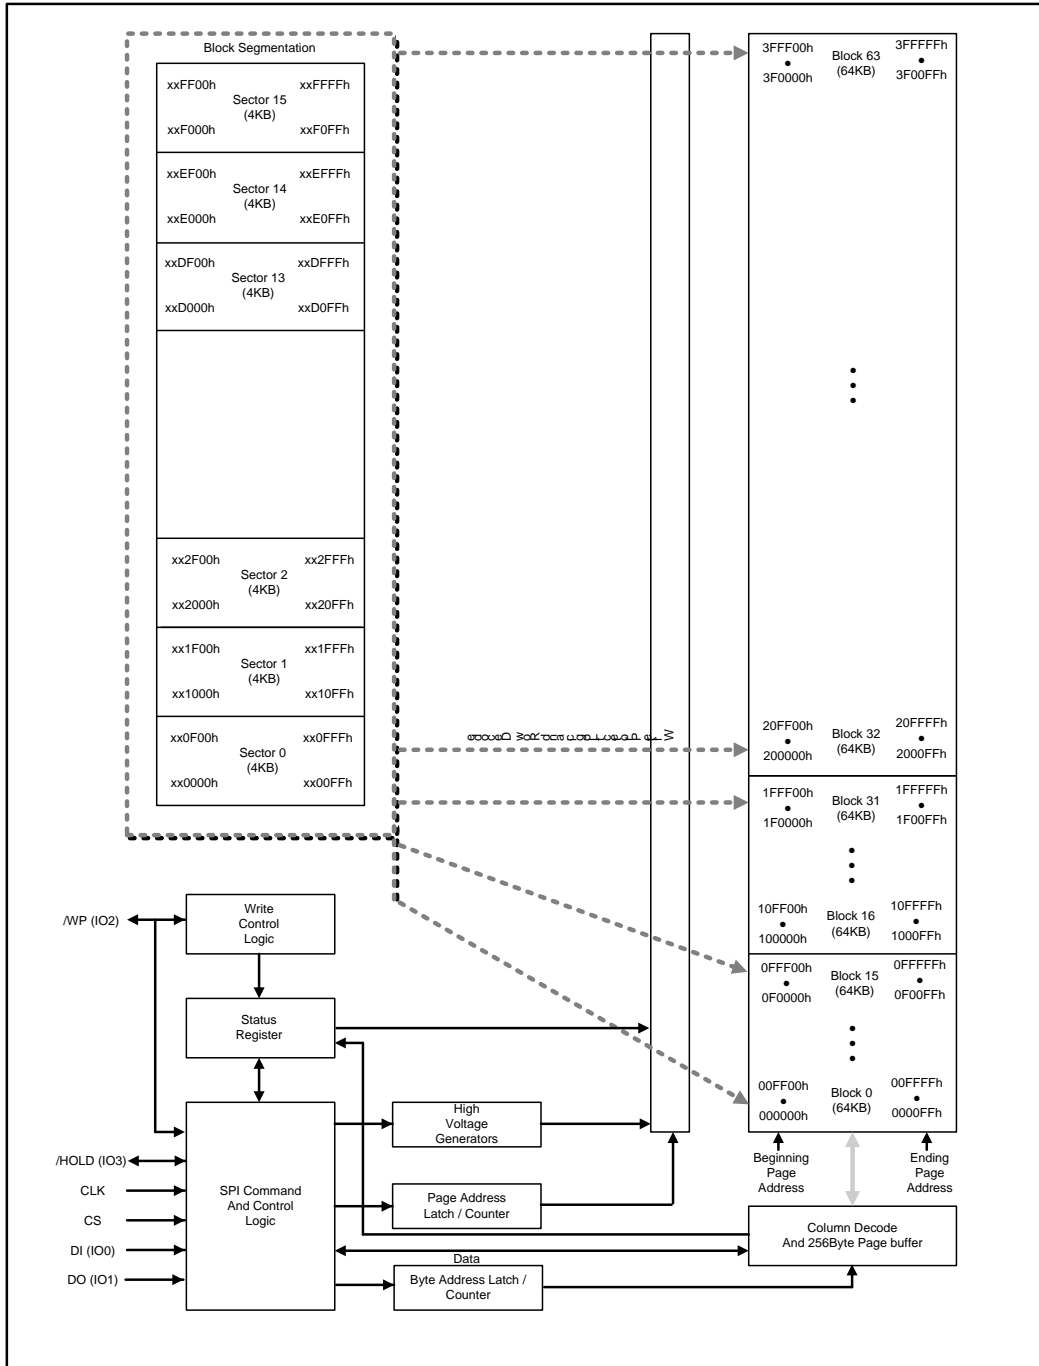 Block Segmentation
xxFF00h xxFFFFh
Sector 15
(4KB)
xxF000h xxF0FFh
xxEF00h xxEFFFh
Sector 14
(4KB)
xxE000h xxE0FFh
xxDF00h xxDFFFh
Sector 13
(4KB)
xxD000h xxD0FFh
xx2F00h xx2FFFh
Sector 2
(4KB)
xx2000h xx20FFh
xx1F00h xx1FFFh
Sector 1
(4KB)
xx1000h xx10FFh
xx0F00h xx0FFFh
Sector 0
(4KB)
xx0000h xx00FFh
3FFF00h Block 63 3FFFFFh
(64KB)
3F0000h 3F00FFh
20FF00h Block 32 20FFFFh
(64KB)
200000h 2000FFh
1FFF00h Block 31 1FFFFFh
(64KB)
1F0000h 1F00FFh
10FF00h Block 16 10FFFFh
(64KB)
100000h 1000FFh
0FFF00h Block 15 0FFFFFh
(64KB)
0F0000h 0F00FFh
00FF00h Block 0 00FFFFh
(64KB)
000000h 0000FFh
Beginning
Page
Address
Ending
Page
Address
/WP (IO2)
Write
Control
Logic
Status
Register
High
Voltage
Generators
/HOLD (IO3)
CLK
CS
DI (IO0)
DO (IO1)
SPI Command
And Control
Logic
Page Address
Latch / Counter
Column Decode
And 256Byte Page buffer
Data
Byte Address Latch /
Counter